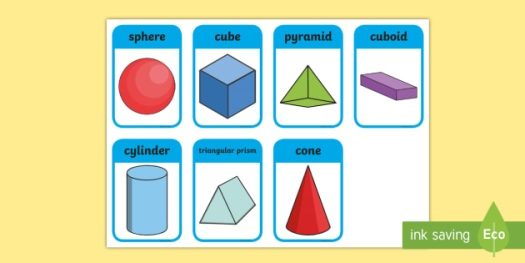 sphere
cube
pyramid
cuboid
cylinder
triangular prism
cone
ink saving
Eco